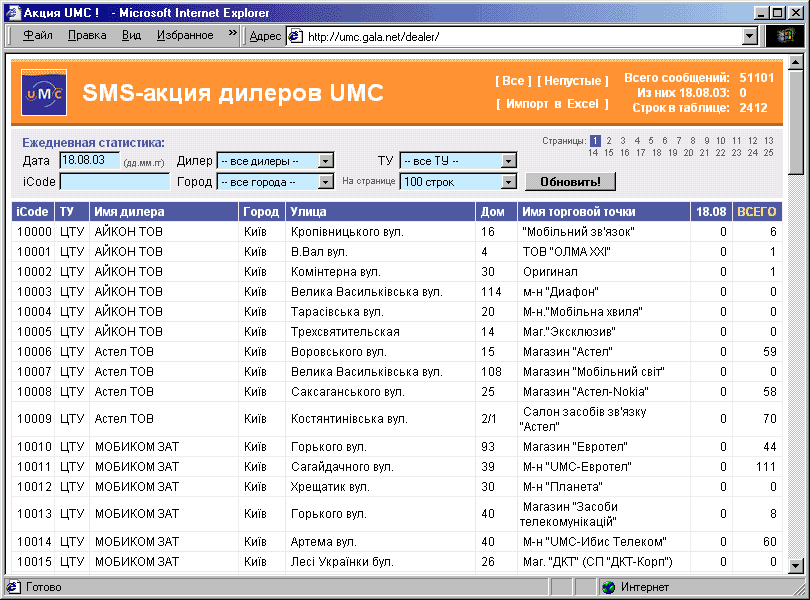 Акция UMC ! - Microsoft Internet Explorer
Файл Правка Вид Избранное » Адрес http://umc.gala.net/dealer/
UMC SMS-акция дилеров UMC
[ Все ] [ Непустые ] Всего сообщений: 51101
Из них 18.08.03: 0
[ Импорт в Excel ] Строк в таблице: 2412
Ежедневная статистика: Страницы: 1 2 3 4 5 6 7 8 9 10 11 12 13
14 15 16 17 18 19 20 21 22 23 24 25
Дата 18.08.03 (дд.мм.гг) Дилер -- все дилеры -- ТУ -- все ТУ --
iCode Город -- все города -- На странице 100 строк Обновить!
iCode ТУ Имя дилера Город Улица Дом Имя торговой точки 18.08 ВСЕГО
10000 ЦТУ АЙКОН ТОВ Київ Кропівницького вул. 16 "Мобільний зв'язок" 0 6
10001 ЦТУ АЙКОН ТОВ Київ В.Вал вул. 4 ТОВ "ОЛМА XXI" 0 1
10002 ЦТУ АЙКОН ТОВ Київ Комінтерна вул. 30 Оригинал 0 1
10003 ЦТУ АЙКОН ТОВ Київ Велика Васильківська вул. 114 м-н "Диафон" 0 0
10004 ЦТУ АЙКОН ТОВ Київ Тарасівська вул. 20 М-н."Мобільна хвиля" 0 0
10005 ЦТУ АЙКОН ТОВ Київ Трехсвятительская 14 Маг."Эксклюзив" 0 0
10006 ЦТУ Астел ТОВ Київ Воровського вул. 15 Магазин "Астел" 0 59
10007 ЦТУ Астел ТОВ Київ Велика Васильківська вул. 108 Магазин "Мобільний світ" 0 0
10008 ЦТУ Астел ТОВ Київ Саксаганського вул. 25 Магазин "Астел-Nokia" 0 58
10009 ЦТУ Астел ТОВ Київ Костянтинівська вул. 2/1 Салон засобів зв'язку "Астел" 0 70
10010 ЦТУ МОБИКОМ ЗАТ Київ Горького вул. 93 Магазин "Евротел" 0 44
10011 ЦТУ МОБИКОМ ЗАТ Київ Сагайдачного вул. 39 М-н "UMC-Евротел" 0 111
10012 ЦТУ МОБИКОМ ЗАТ Київ Хрещатик вул. 30 М-н "Планета" 0 0
10013 ЦТУ МОБИКОМ ЗАТ Київ Горького вул. 40 Магазин "Засоби телекомунікацій" 0 8
10014 ЦТУ МОБИКОМ ЗАТ Київ Артема вул. 40 М-н "UMC-Ибис Телеком" 0 60
10015 ЦТУ МОБИКОМ ЗАТ Київ Лесі Українки бул. 26 Маг. "ДКТ" (СП "ДКТ-Корп") 0 0
Готово Интернет